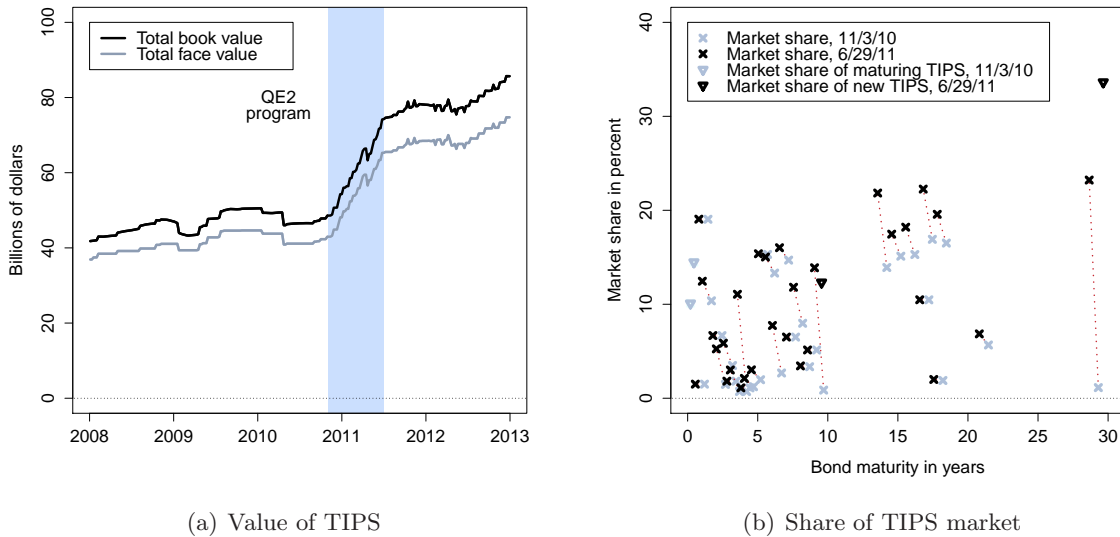 2008 2009 2010 2011 2012 2013
0 20 40 60 80 100
Billions of dollars
QE2
program
Total book value
Total face value
0 5 10 15 20 25 30
0 10 20 30 40
Bond maturity in years
Market share in percent
Market share, 11/3/10
Market share, 6/29/11
Market share of maturing TIPS, 11/3/10
Market share of new TIPS, 6/29/11
(a) Value of TIPS
(b) Share of TIPS market